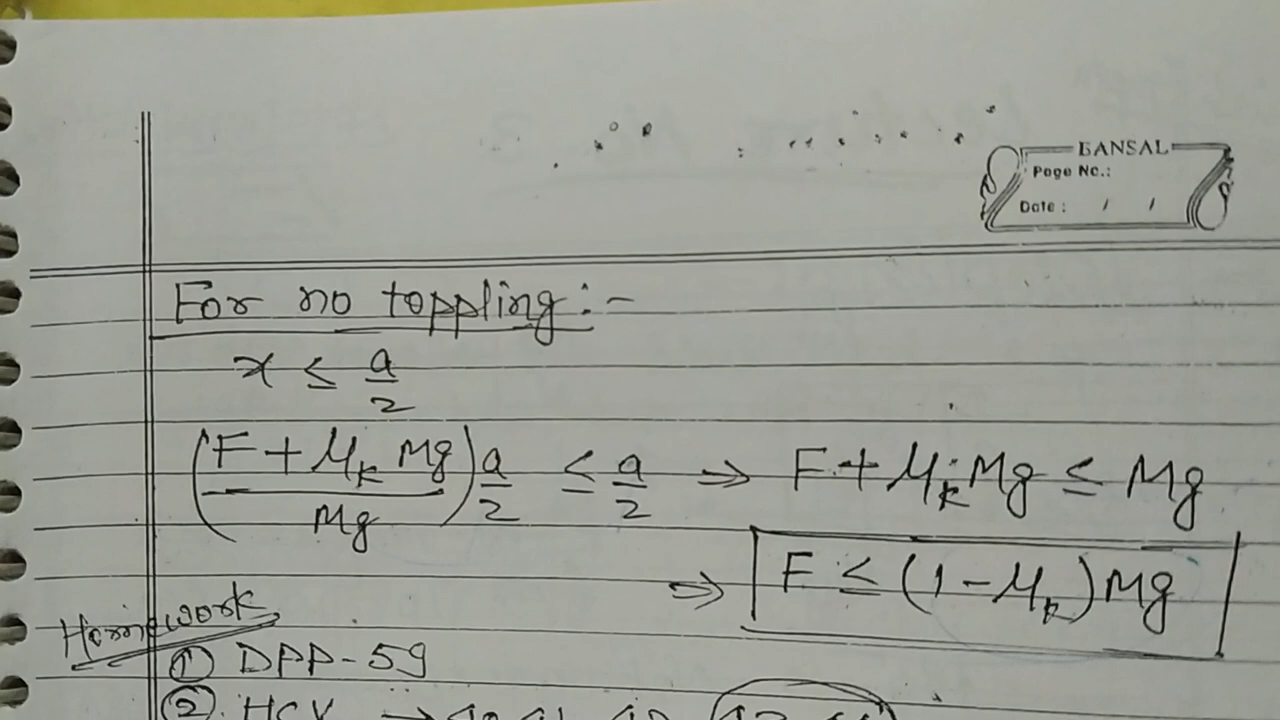 BANSAL
Page No.:
Date : / /
For no toppling :-
x ≤ a/2
((F + μk Mg)/Mg) a/2 ≤ a/2 ⇒ F + μk Mg ≤ Mg
⇒ F ≤ (1 - μk) Mg
Homework
① DPP - 59
② HCV →